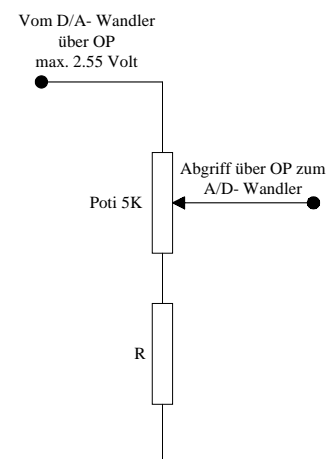 Vom D/A- Wandler
über OP
max. 2.55 Volt
Abgriff über OP zum
A/D- Wandler
Poti 5K
R